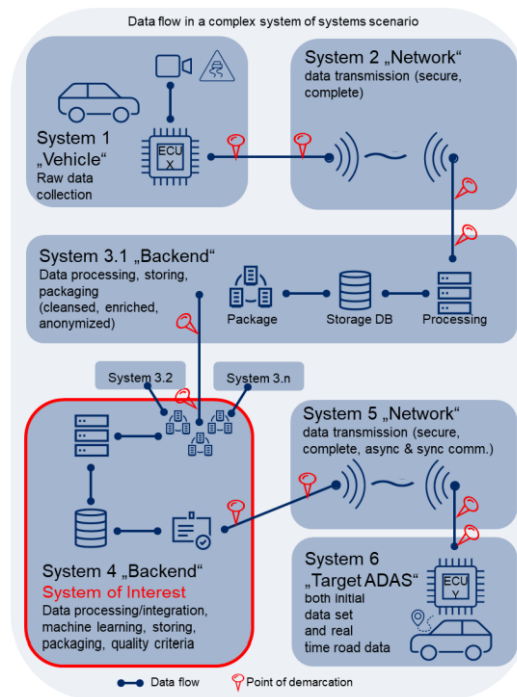 Data flow in a complex system of systems scenario
System 1
„Vehicle“
Raw data
collection
ECU
X
System 2 „Network“
data transmission (secure,
complete)
System 3.1 „Backend“
Data processing, storing,
packaging
(cleansed, enriched,
anonymized)
Package
Storage DB
Processing
System 3.2
System 3.n
System 4 „Backend“
System of Interest
Data processing/integration,
machine learning, storing,
packaging, quality criteria
System 5 „Network“
data transmission (secure,
complete, async & sync comm.)
System 6
„Target ADAS“
both initial
data set
and real
time road data
ECU
Y
Data flow
Point of demarcation